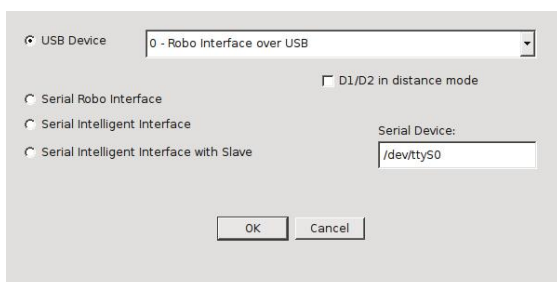 USB Device
0 - Robo Interface over USB
D1/D2 in distance mode
Serial Robo Interface
Serial Intelligent Interface
Serial Device:
Serial Intelligent Interface with Slave
/dev/ttyS0
OK
Cancel